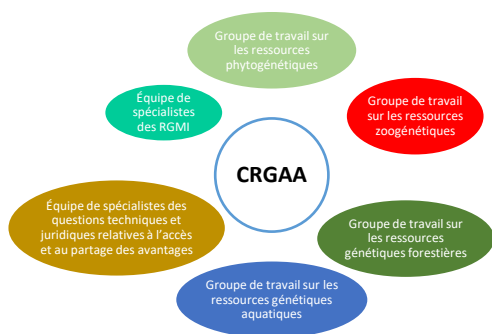 Groupe de travail sur
les ressources
phytogénétiques
Équipe de
spécialistes
des RGMI
Groupe de travail
sur les ressources
zoogénétiques
CRGAA
Équipe de spécialistes des
questions techniques et
juridiques relatives à l'accès
et au partage des avantages
Groupe de travail sur
les ressources
génétiques forestières
Groupe de travail sur les
ressources génétiques
aquatiques